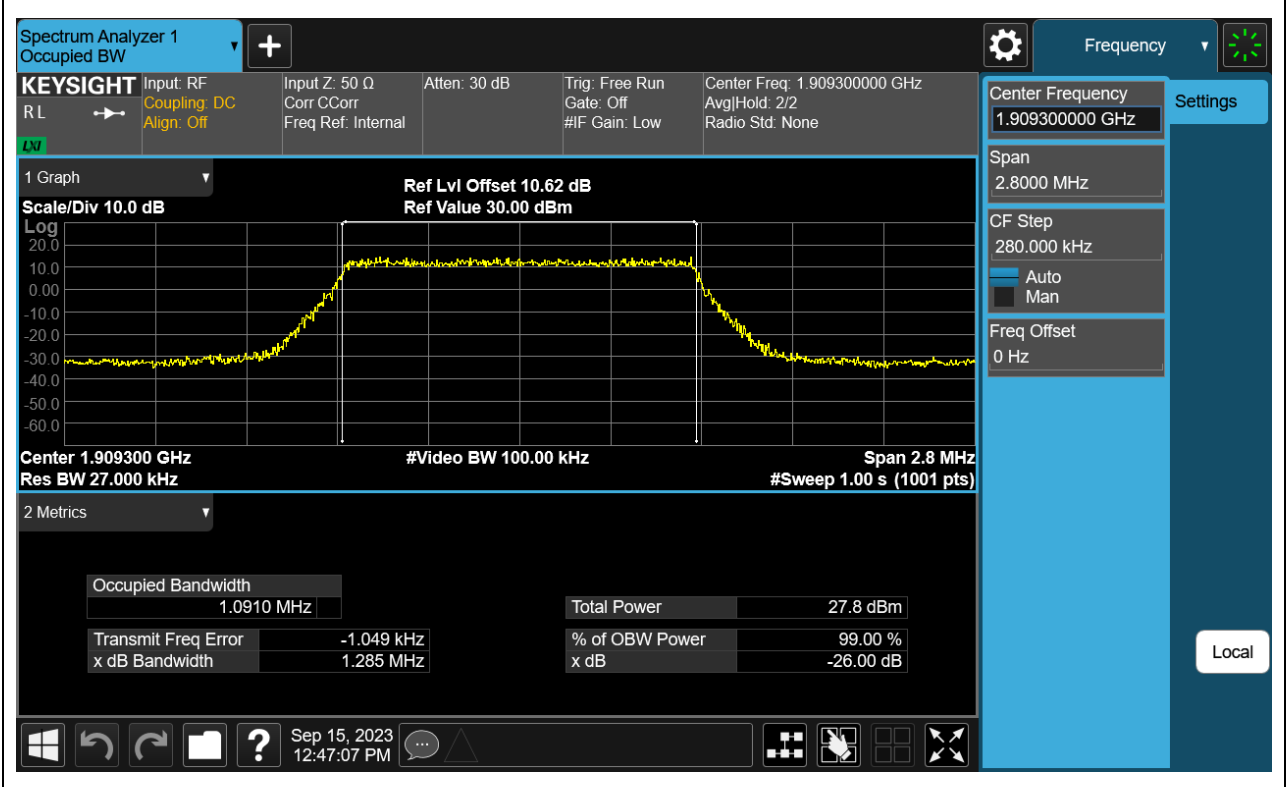 Spectrum Analyzer 1
Occupied BW
Frequency
KEYSIGHT
R L
LXI
Input: RF
Coupling: DC
Align: Off
Input Z: 50 Ω
Corr CCorr
Freq Ref: Internal
Atten: 30 dB
Trig: Free Run
Gate: Off
#IF Gain: Low
Center Freq: 1.909300000 GHz
Avg|Hold: 2/2
Radio Std: None
Center Frequency
1.909300000 GHz
Settings
Span
2.8000 MHz
CF Step
280.000 kHz
Auto
Man
Freq Offset
0 Hz
Local
1 Graph
Scale/Div 10.0 dB
Ref Lvl Offset 10.62 dB
Ref Value 30.00 dBm
Log
20.0
10.0
0.00
-10.0
-20.0
-30.0
-40.0
-50.0
-60.0
Center 1.909300 GHz
#Video BW 100.00 kHz
Span 2.8 MHz
Res BW 27.000 kHz
#Sweep 1.00 s (1001 pts)
2 Metrics
Occupied Bandwidth
1.0910 MHz
Total Power 27.8 dBm
Transmit Freq Error -1.049 kHz
% of OBW Power 99.00 %
x dB Bandwidth 1.285 MHz
x dB -26.00 dB
?
Sep 15, 2023
12:47:07 PM